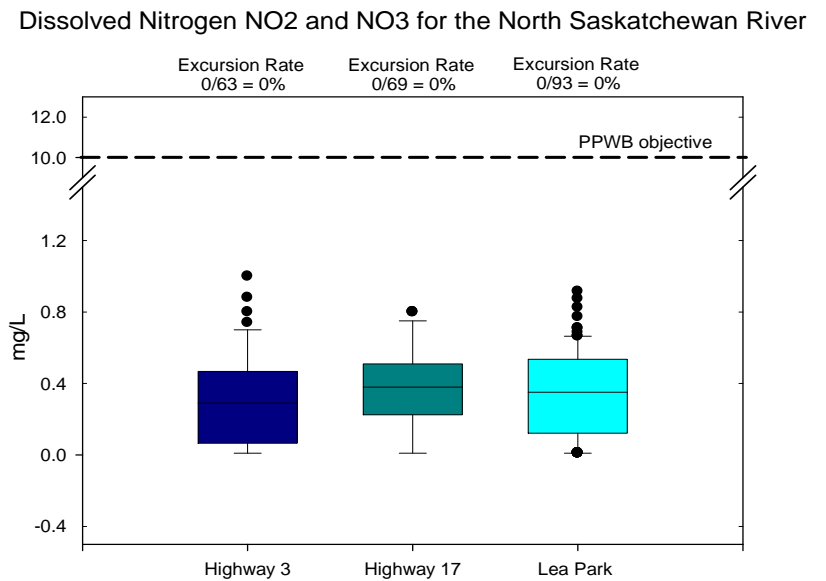 Dissolved Nitrogen NO2 and NO3 for the North Saskatchewan River
Excursion Rate
0/63 = 0%
Excursion Rate
0/69 = 0%
Excursion Rate
0/93 = 0%
12.0
10.0
PPWB objective
1.2
0.8
0.4
0.0
-0.4
mg/L
Highway 3
Highway 17
Lea Park